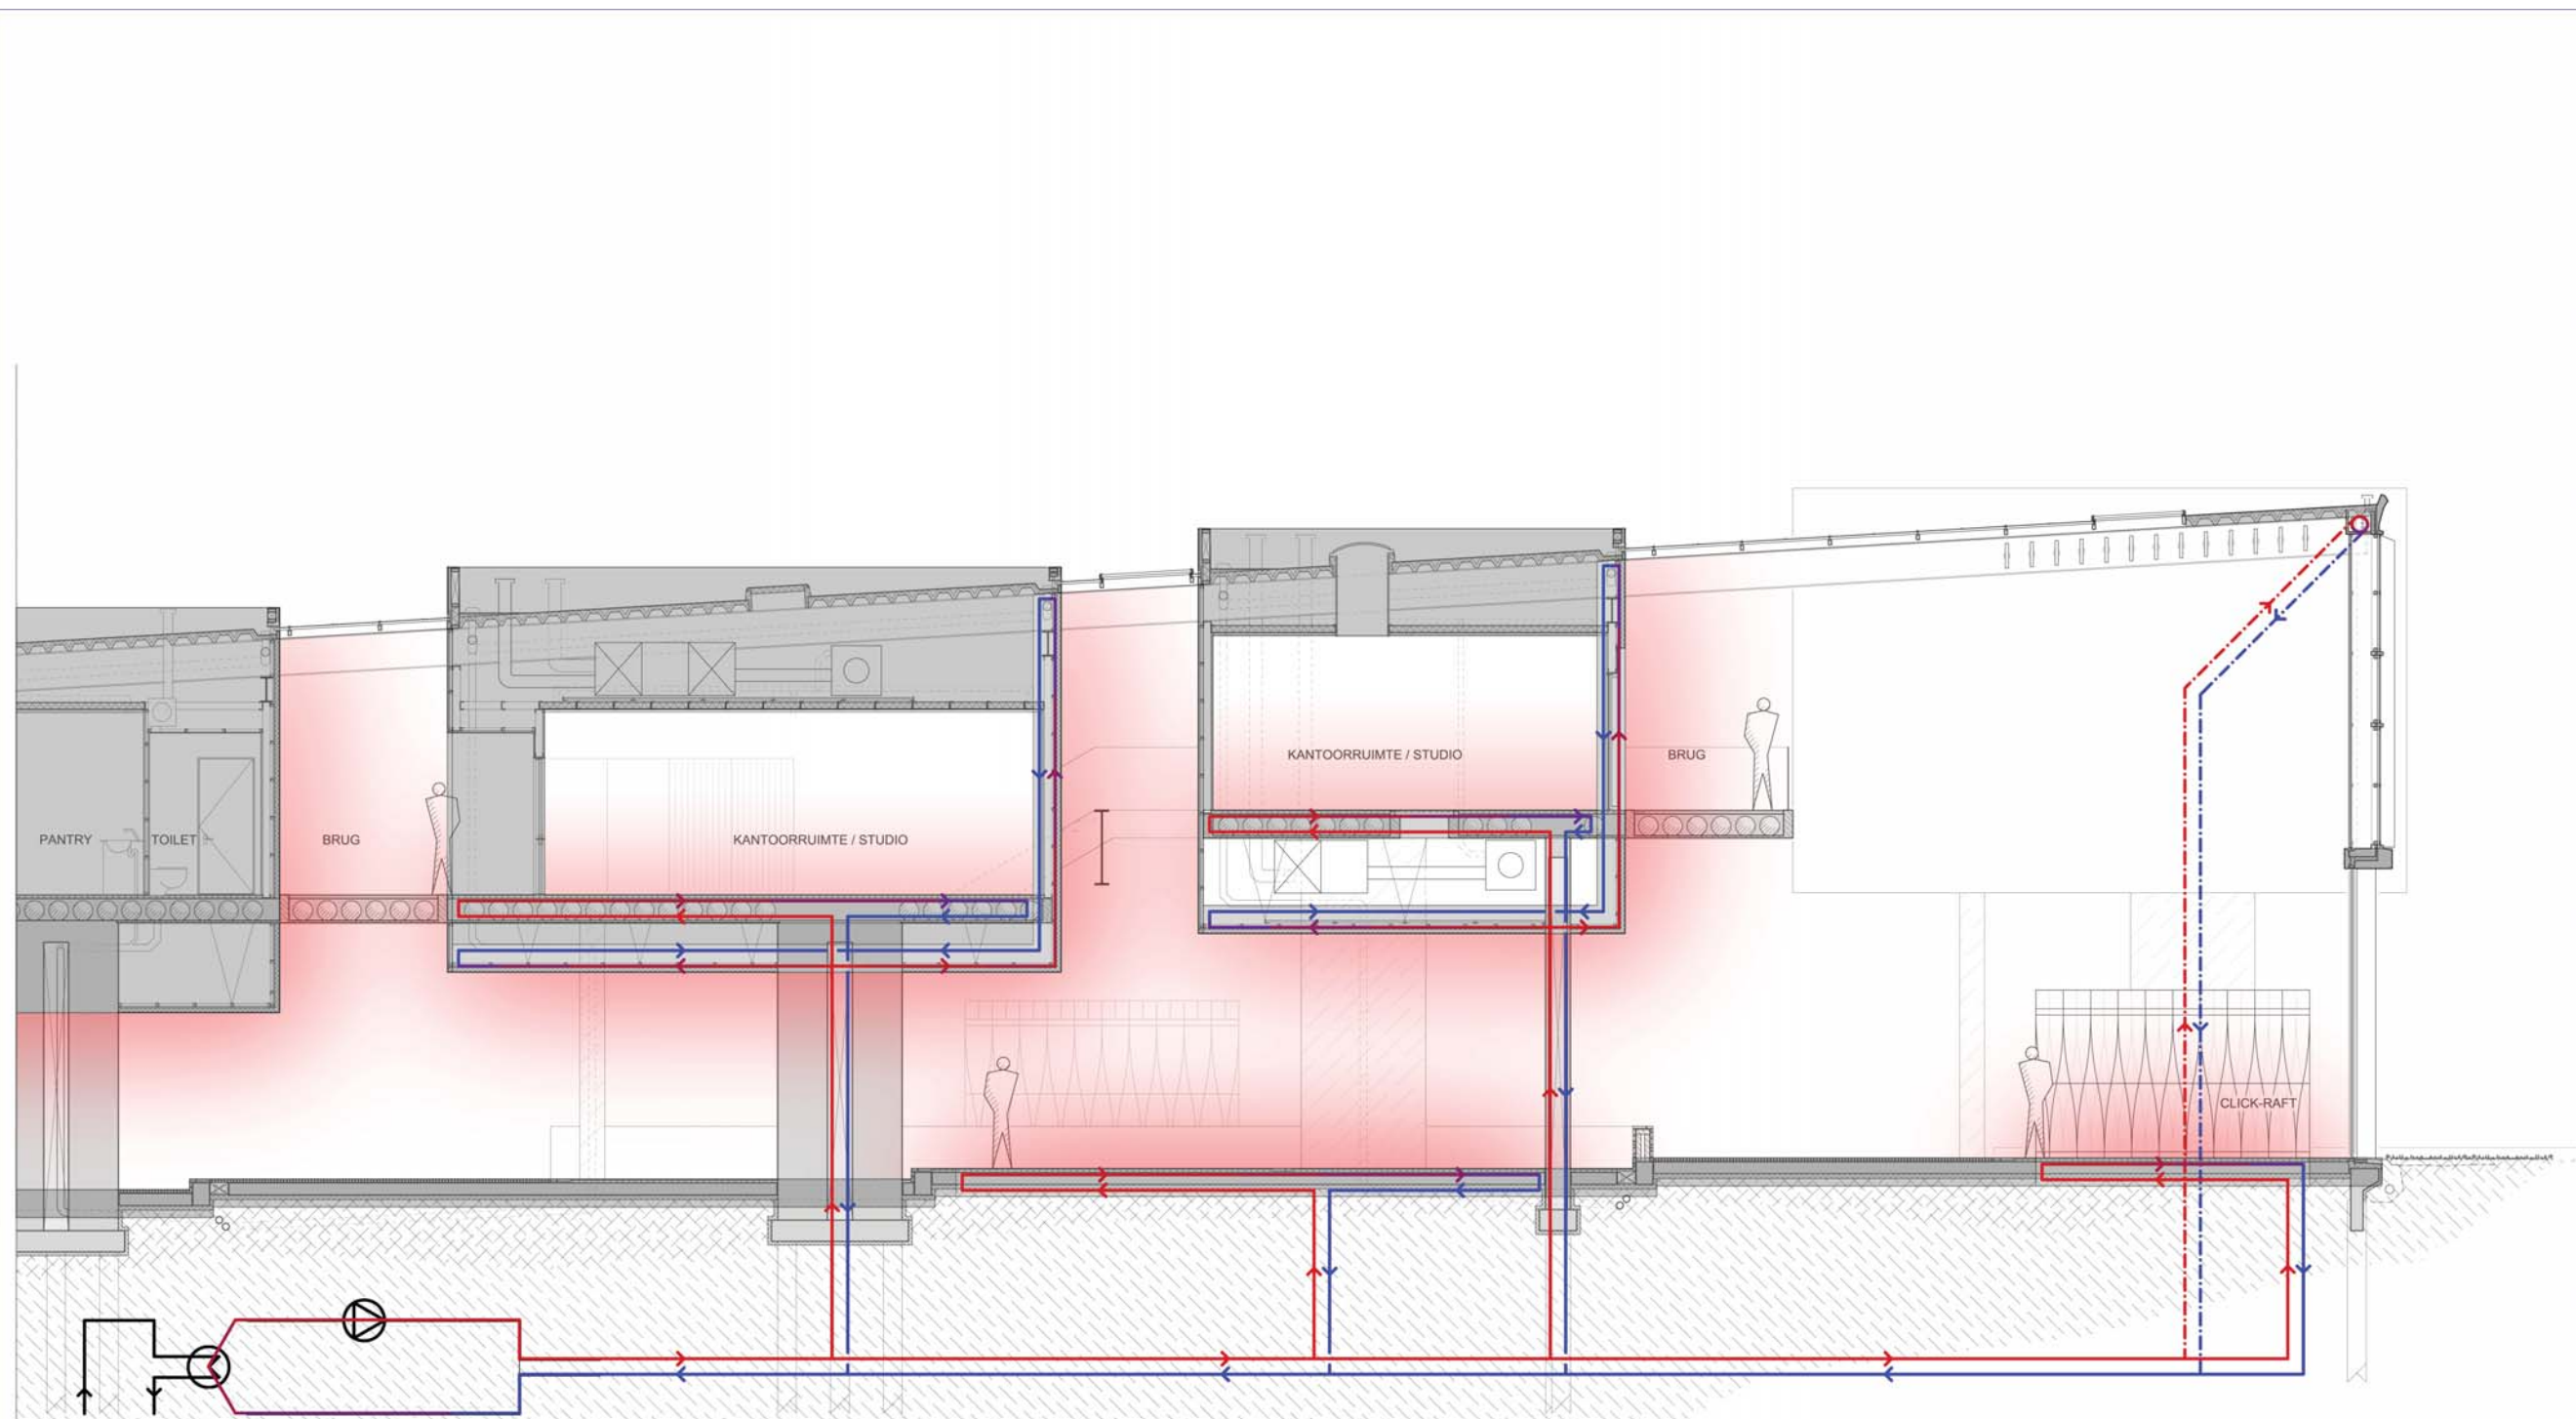 KANTOORRUIMTE / STUDIO
BRUG
PANTRY
TOILET
BRUG
KANTOORRUIMTE / STUDIO
CLICK-RAFT